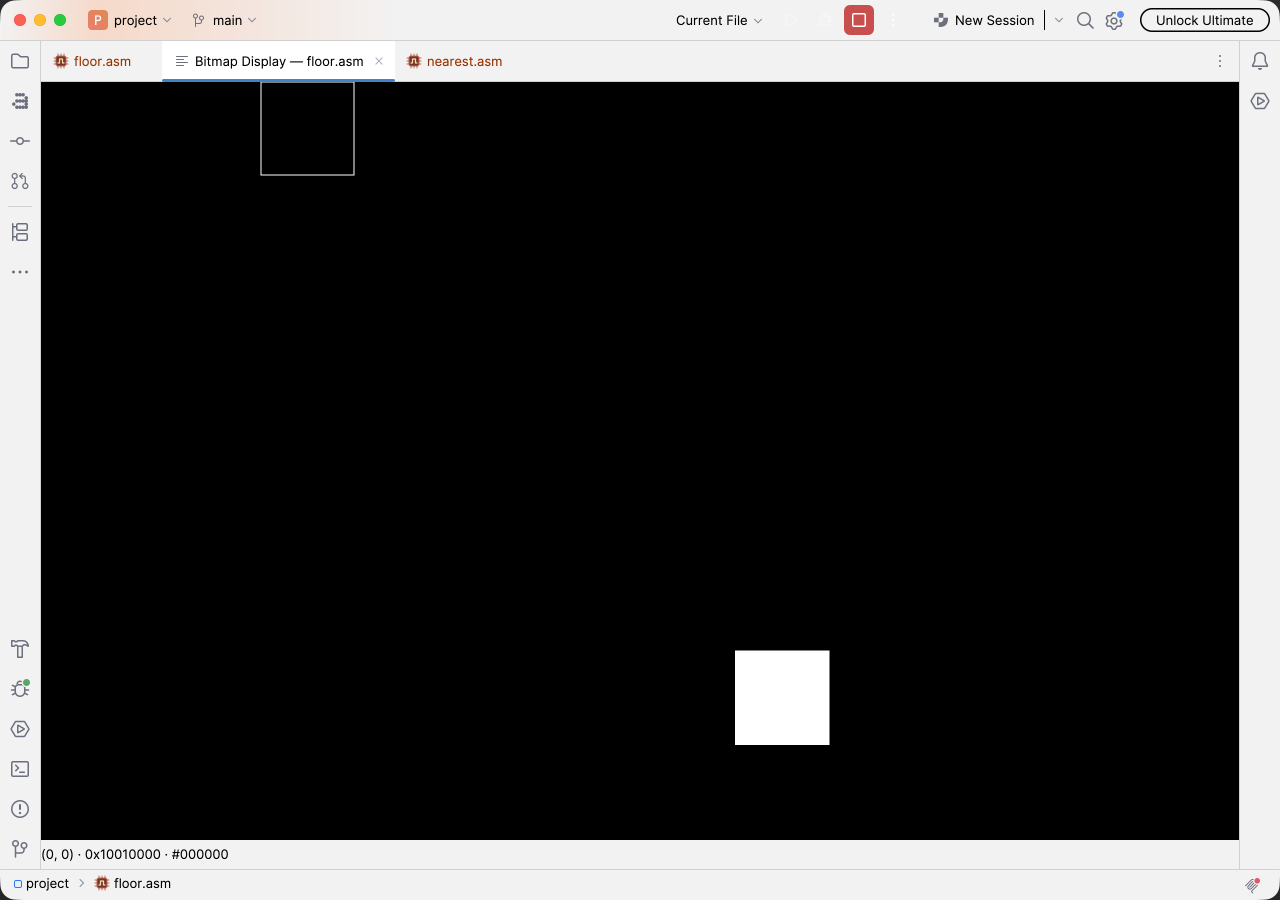 P project main Current File New Session Unlock Ultimate
floor.asm Bitmap Display — floor.asm nearest.asm
(0, 0) · 0x10010000 · #000000
project floor.asm